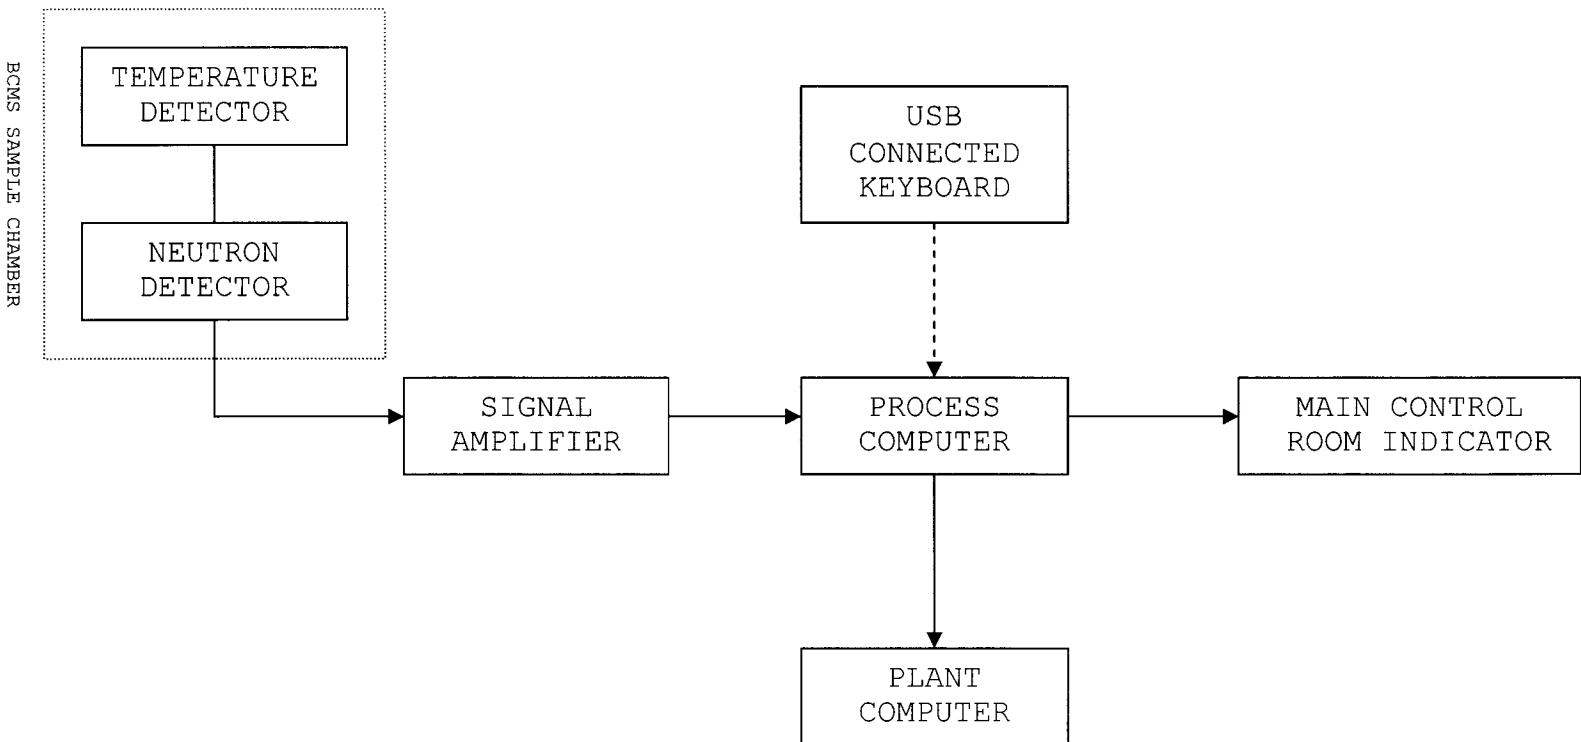 BCMS SAMPLE CHAMBER
TEMPERATURE
DETECTOR
NEUTRON
DETECTOR
USB
CONNECTED
KEYBOARD
SIGNAL
AMPLIFIER
PROCESS
COMPUTER
MAIN CONTROL
ROOM INDICATOR
PLANT
COMPUTER